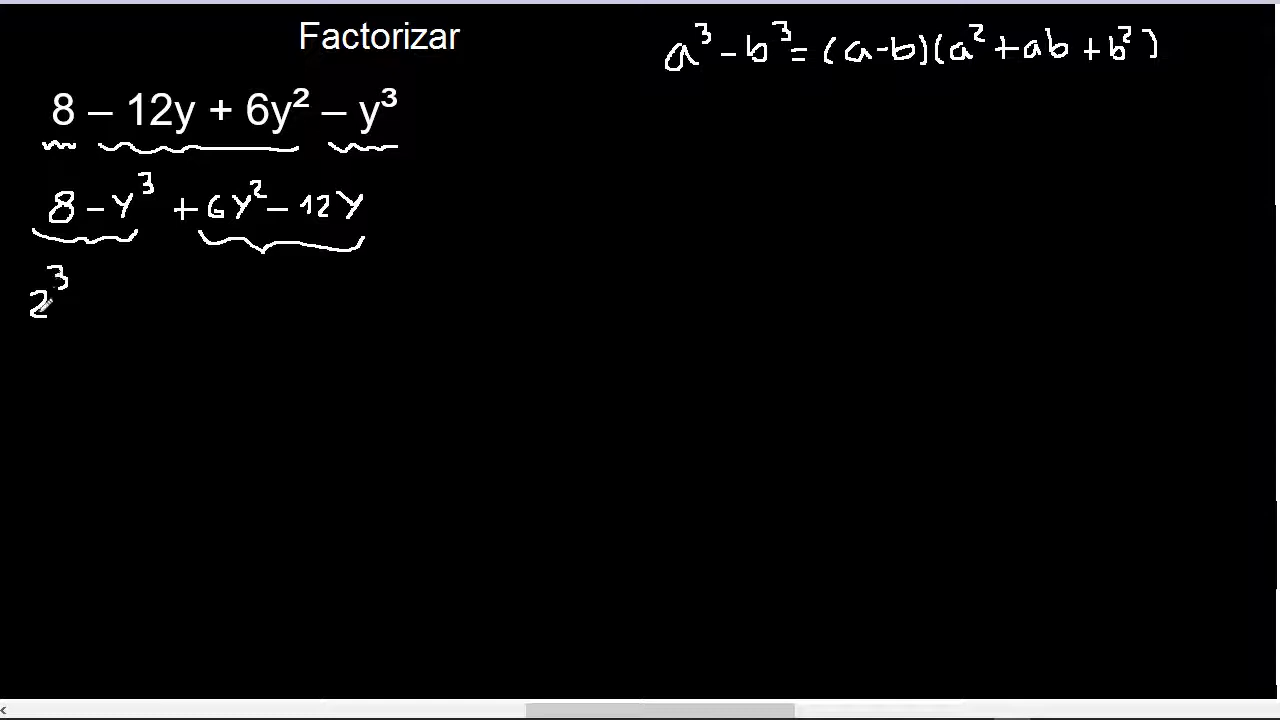 Factorizar
a³ - b³ = (a-b)(a² + ab + b²)
8 – 12y + 6y² – y³
8 - y³ + 6y² - 12y
2³